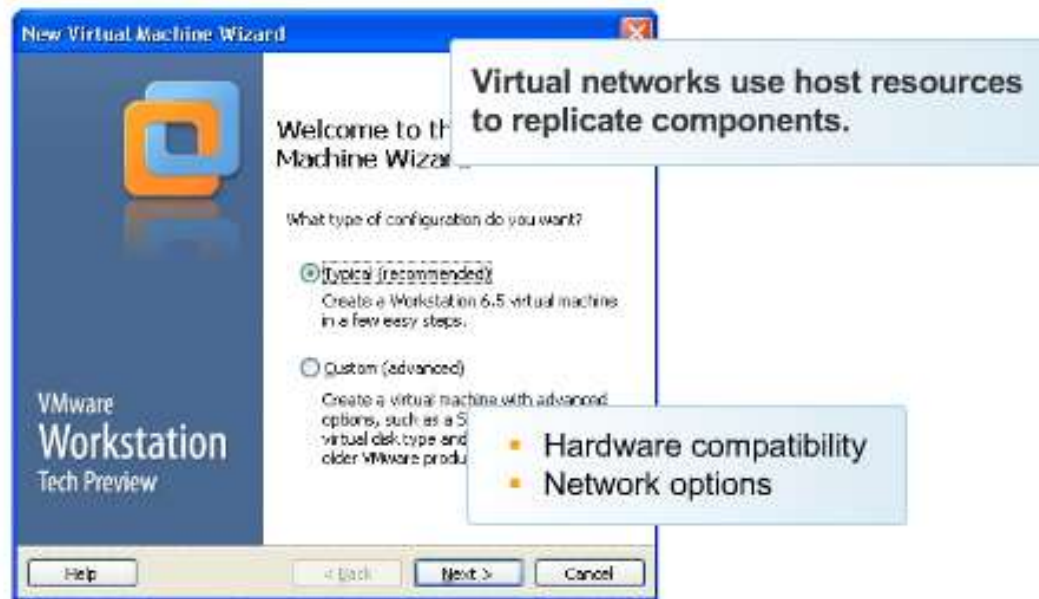 New Virtual Machine Wizard
Virtual networks use host resources
to replicate components.
Welcome to th
Machine Wizar
What type of configuration do you want?
Typical (recommended)
Create a Workstation 6.5 virtual machine
in a few easy steps.
Custom (advanced)
Create a virtual machine with advanced
options, such as a S
virtual disk type and
older VMware produ
Hardware compatibility
Network options
VMware
Workstation
Tech Preview
Help
< Back
Next >
Cancel